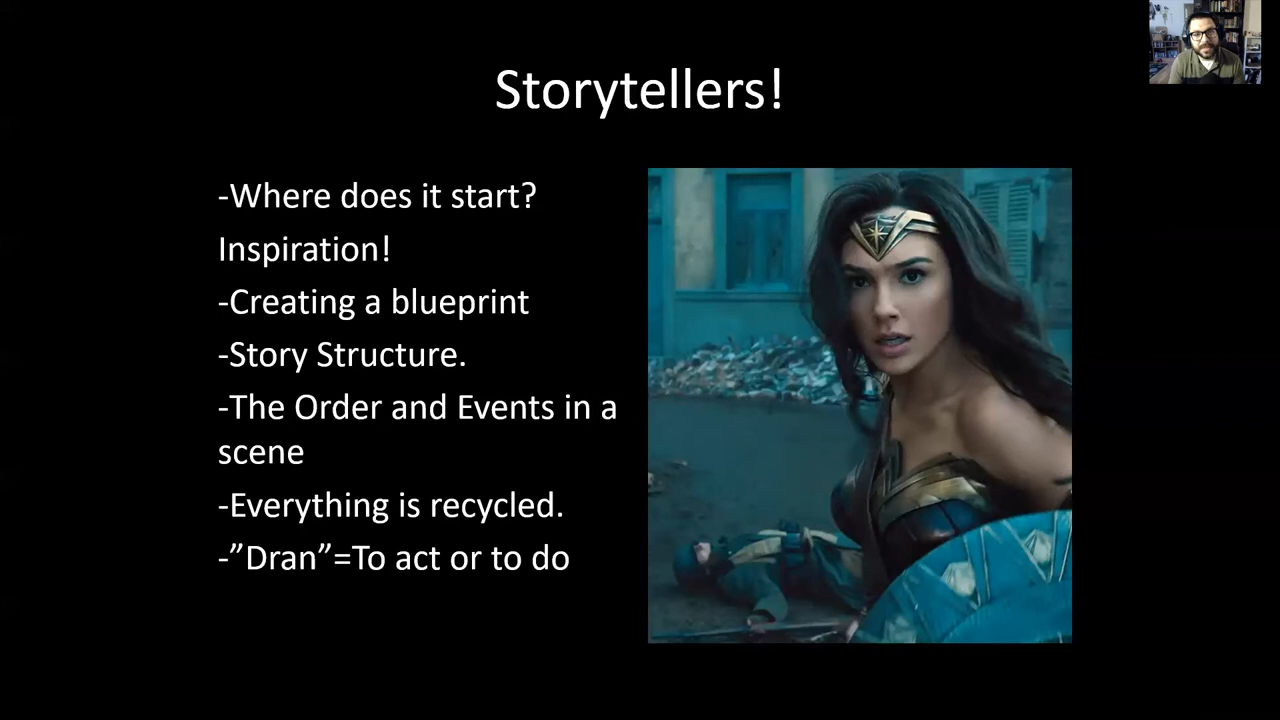 Storytellers!
-Where does it start?
Inspiration!
-Creating a blueprint
-Story Structure.
-The Order and Events in a
scene
-Everything is recycled.
-”Dran”=To act or to do